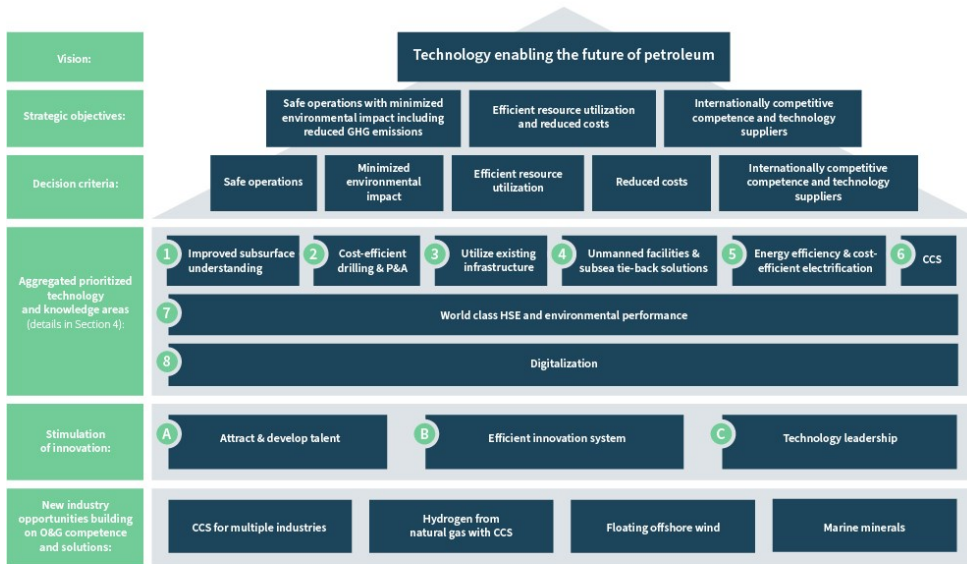 Vision:
Technology enabling the future of petroleum
Strategic objectives:
Safe operations with minimized
environmental impact including
reduced GHG emissions
Efficient resource utilization
and reduced costs
Internationally competitive
competence and technology
suppliers
Decision criteria:
Safe operations
Minimized
environmental
impact
Efficient resource
utilization
Reduced costs
Internationally competitive
competence and technology
suppliers
Aggregated prioritized
technology
and knowledge areas
(details in Section 4):
1
Improved subsurface
understanding
2
Cost-efficient
drilling & P&A
3
Utilize existing
infrastructure
4
Unmanned facilities &
subsea tie-back solutions
5
Energy efficiency & cost-
efficient electrification
6
CCS
7
World class HSE and environmental performance
8
Digitalization
Stimulation
of innovation:
A
Attract & develop talent
B
Efficient innovation system
C
Technology leadership
New industry
opportunities building
on O&G competence
and solutions:
CCS for multiple industries
Hydrogen from
natural gas with CCS
Floating offshore wind
Marine minerals